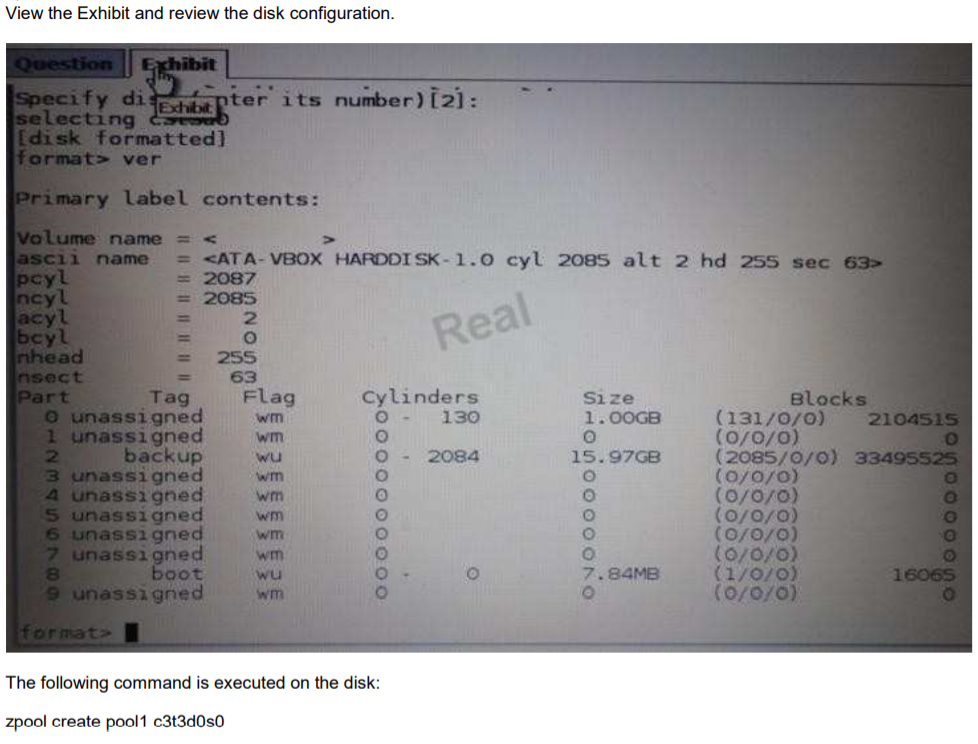 View the Exhibit and review the disk configuration.
Question Exhibit
Specify di nter its number)[2]:
Exhibit
selecting
[disk formatted]
format> ver
Primary label contents:
Volume name = < >
ascii name = <ATA-VBOX HARDDISK-1.0 cyl 2085 alt 2 hd 255 sec 63>
pcyl = 2087
ncyl = 2085
acyl = 2
bcyl = 0
nhead = 255
nsect = 63
Part Tag Flag Cylinders Size Blocks
0 unassigned wm 0 - 130 1.00GB (131/0/0) 2104515
1 unassigned wm 0 0 (0/0/0) 0
2 backup wu 0 - 2084 15.97GB (2085/0/0) 33495525
3 unassigned wm 0 0 (0/0/0) 0
4 unassigned wm 0 0 (0/0/0) 0
5 unassigned wm 0 0 (0/0/0) 0
6 unassigned wm 0 0 (0/0/0) 0
7 unassigned wm 0 0 (0/0/0) 0
8 boot wu 0 - 0 7.84MB (1/0/0) 16065
9 unassigned wm 0 0 (0/0/0) 0
format>
Real
The following command is executed on the disk:
zpool create pool1 c3t3d0s0